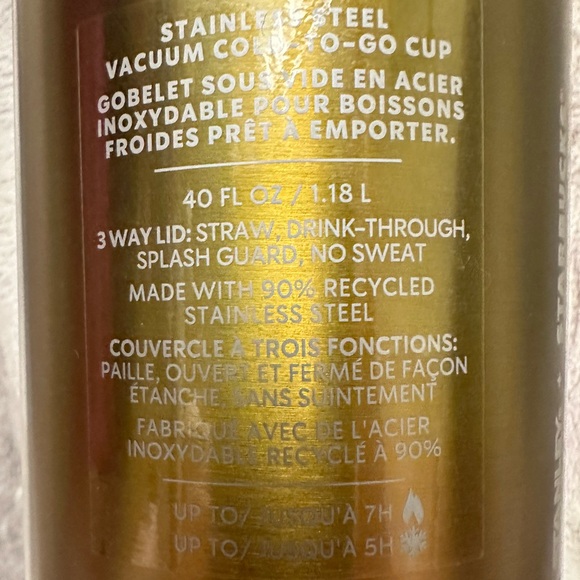 STAINLESS STEEL
VACUUM COLD-TO-GO CUP
GOBELET SOUS VIDE EN ACIER
INOXYDABLE POUR BOISSONS
FROIDES PRÊT À EMPORTER.
40 FL OZ / 1.18 L
3 WAY LID: STRAW, DRINK-THROUGH,
SPLASH GUARD, NO SWEAT
MADE WITH 90% RECYCLED
STAINLESS STEEL
COUVERCLE À TROIS FONCTIONS:
PAILLE, OUVERT ET FERMÉ DE FAÇON
ÉTANCHE, SANS SUINTEMENT
FABRIQUÉ AVEC DE L'ACIER
INOXYDABLE RECYCLÉ À 90%
UP TO/ JUSQU'À 7H
UP TO/ JUSQU'À 5H